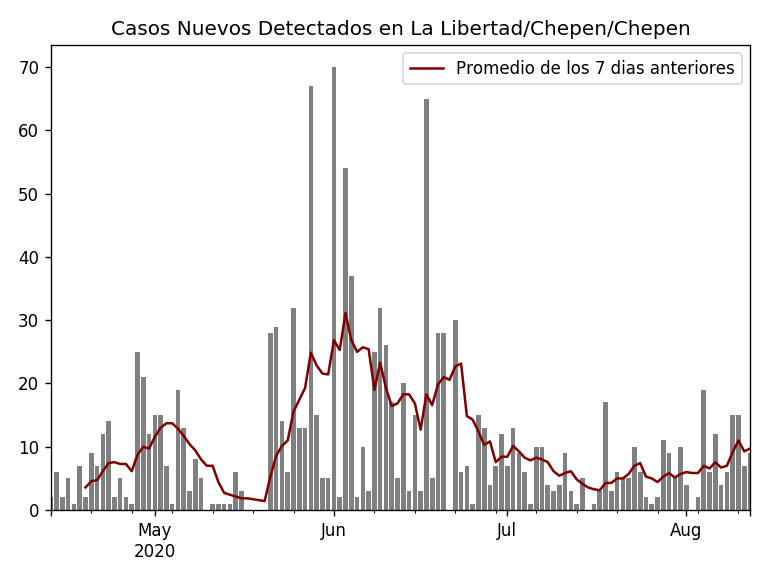 Casos Nuevos Detectados en La Libertad/Chepen/Chepen
Promedio de los 7 dias anteriores
70
60
50
40
30
20
10
0
May
2020
Jun
Jul
Aug